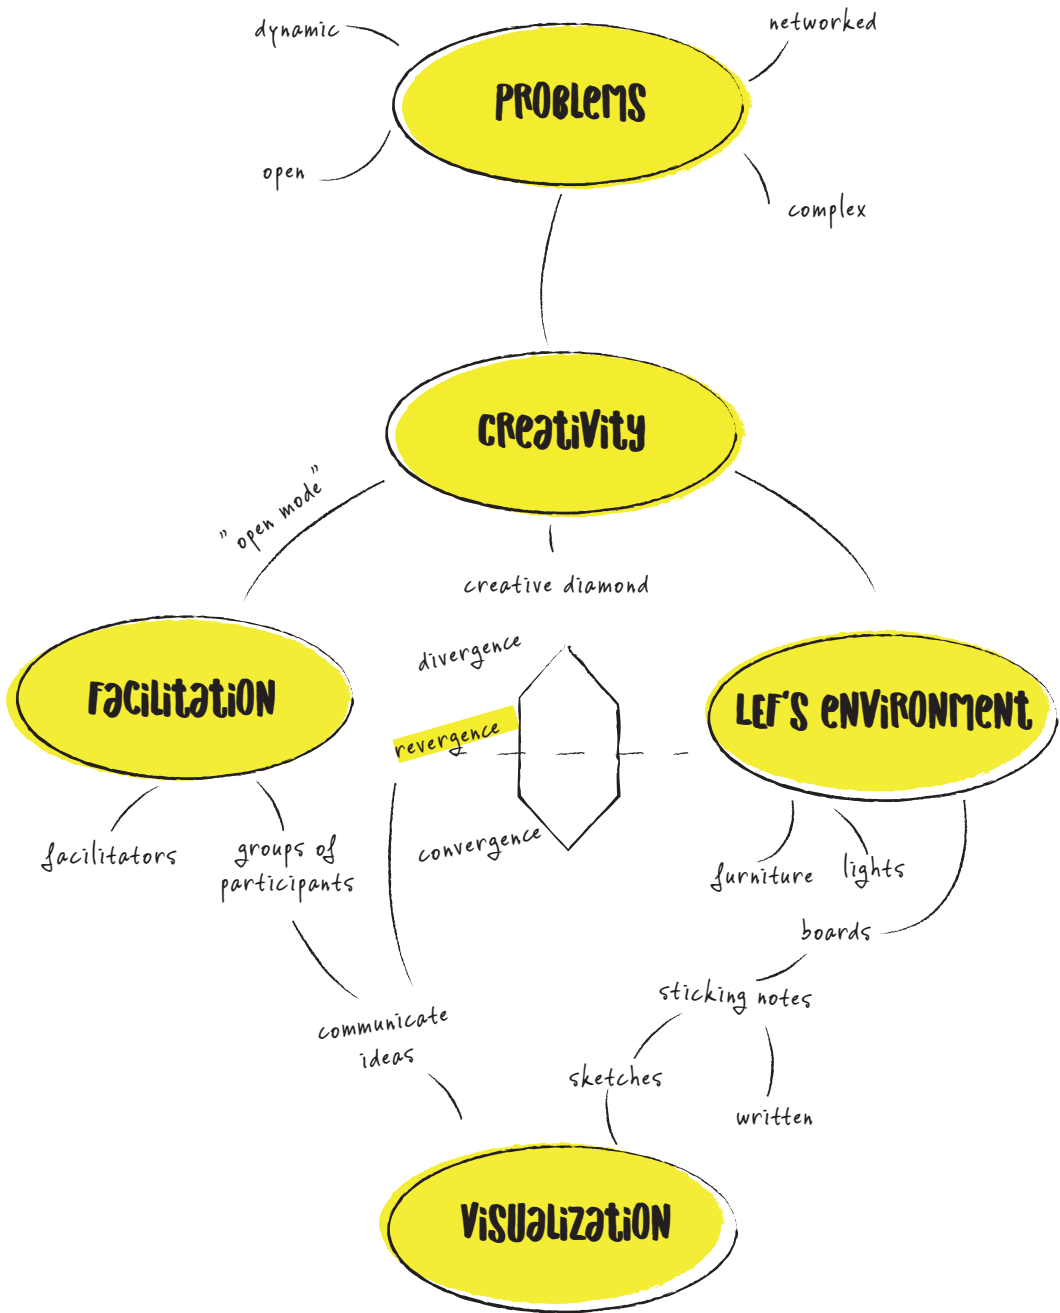 dynamic
networked
PROBLEMS
open
complex
CREATIVITY
"open mode"
creative diamond
divergence
FACILITATION
LEF'S ENVIRONMENT
revergence
convergence
facilitators
groups of
participants
furniture
lights
boards
sticking notes
communicate
ideas
sketches
written
VISUALIZATION